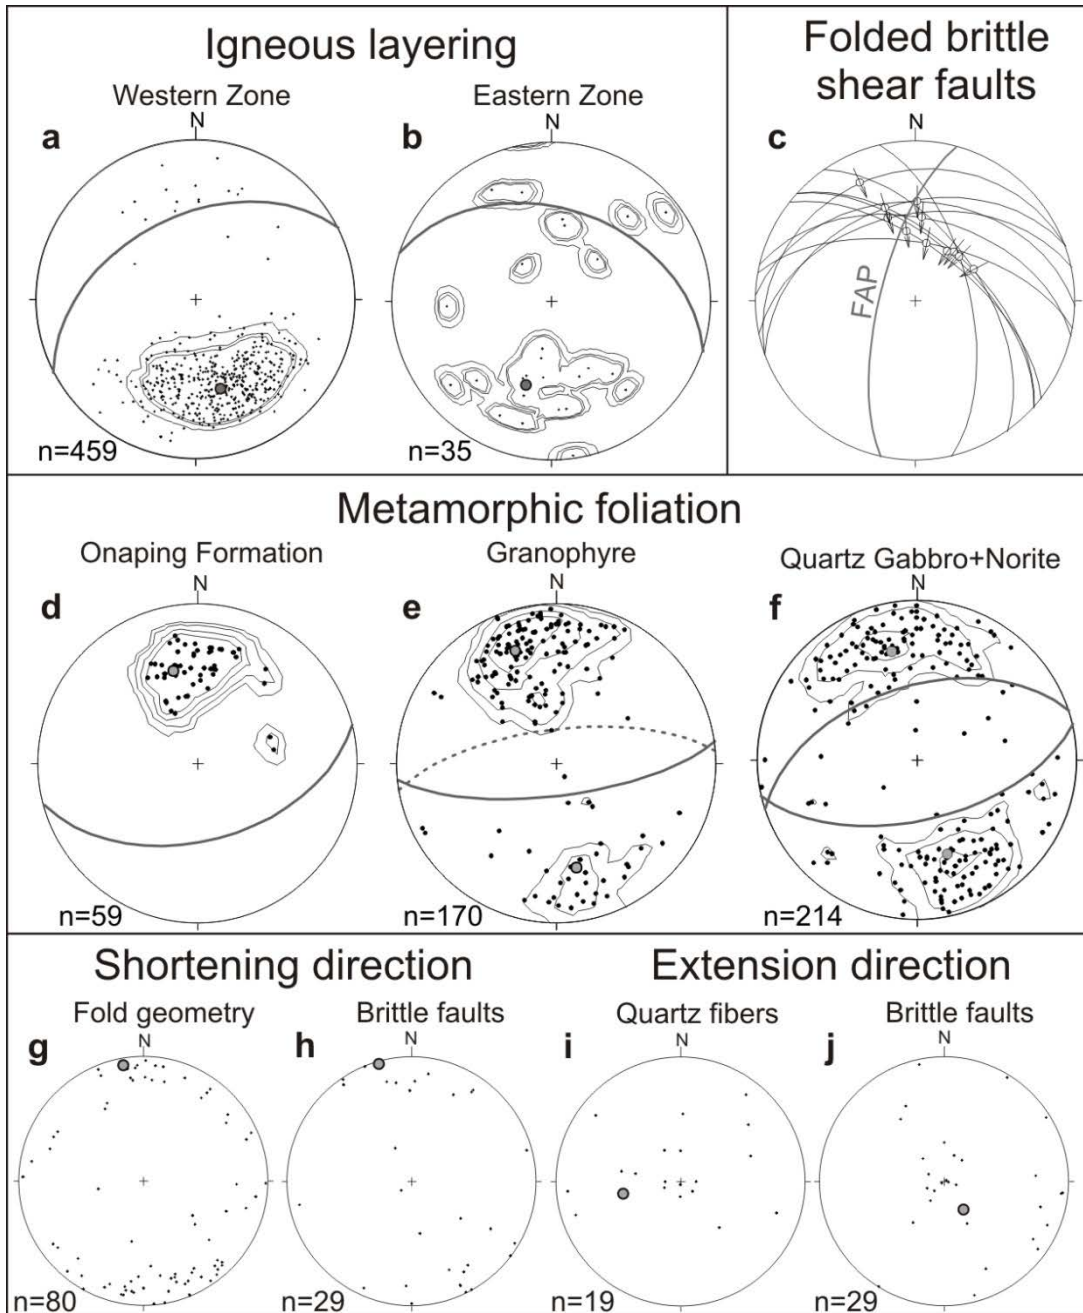 Igneous layering
Western Zone
Eastern Zone
a
N
b
N
n=459
n=35
Folded brittle
shear faults
c
N
FAP
Metamorphic foliation
Onaping Formation
Granophyre
Quartz Gabbro+Norite
d
N
e
N
f
N
n=59
n=170
n=214
Shortening direction
Extension direction
Fold geometry
Brittle faults
Quartz fibers
Brittle faults
g
N
h
N
i
N
j
N
n=80
n=29
n=19
n=29